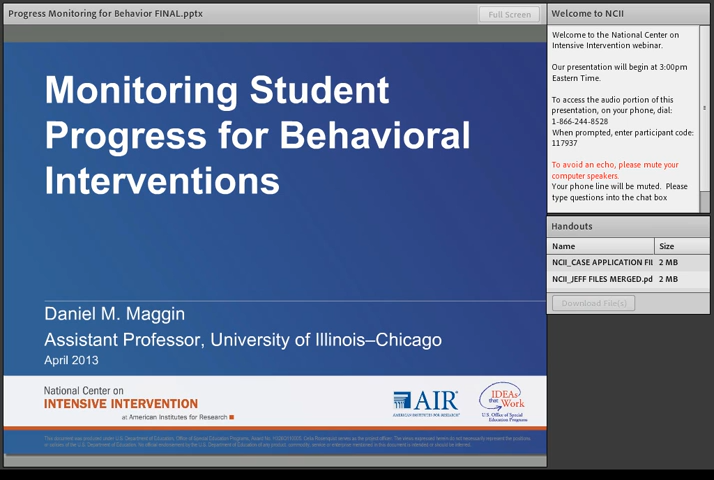 Progress Monitoring for Behavior FINAL.pptx
Full Screen
Monitoring Student
Progress for Behavioral
Interventions
Daniel M. Maggin
Assistant Professor, University of Illinois–Chicago
April 2013
National Center on
INTENSIVE INTERVENTION
at American Institutes for Research
AIR
AMERICAN INSTITUTES FOR RESEARCH
IDEAs
that
Work
U.S. Office of Special
Education Programs
Welcome to NCII
Welcome to the National Center on
Intensive Intervention webinar.
Our presentation will begin at 3:00pm
Eastern Time.
To access the audio portion of this
presentation, on your phone, dial:
1-866-244-8528
When prompted, enter participant code:
117937
To avoid an echo, please mute your
computer speakers.
Your phone line will be muted. Please
type questions into the chat box
Handouts
Name Size
NCII_CASE APPLICATION FII 2 MB
NCII_JEFF FILES MERGED.pd 2 MB
Download File(s)